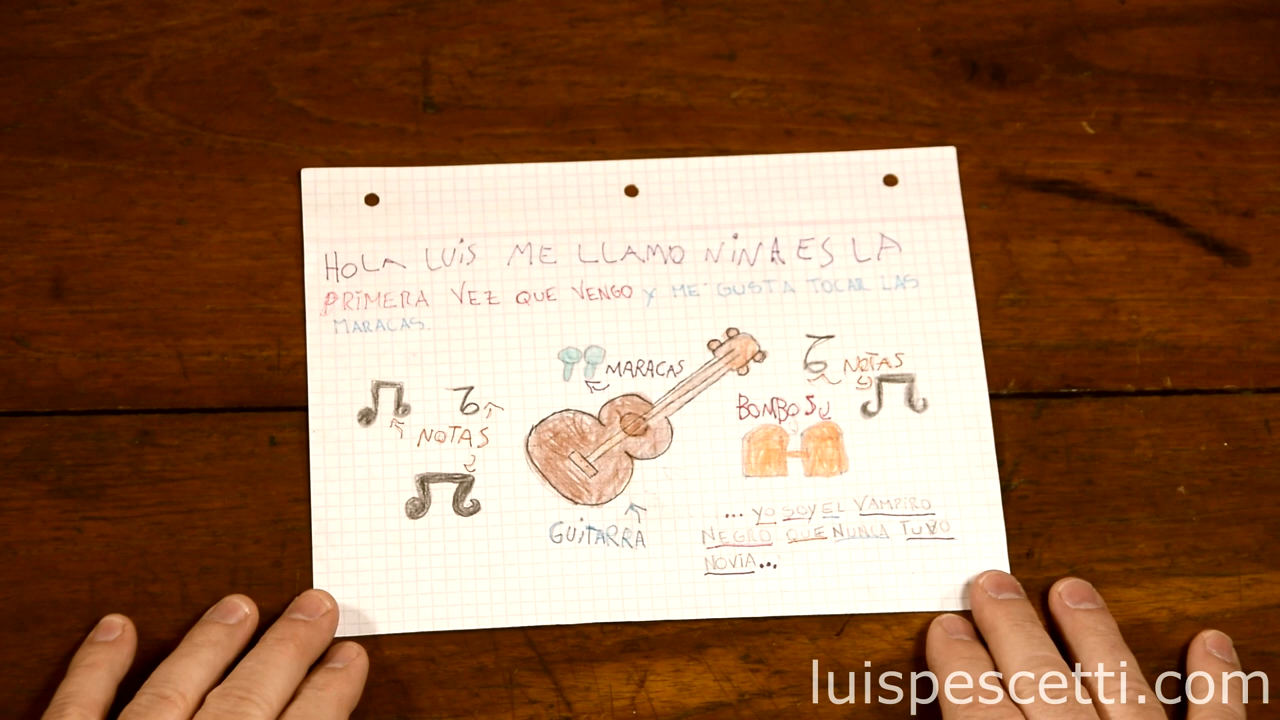 HOLA LUiS ME LLAMO NiNA ES LA
PRiMERA VEZ QUE VENGO y ME GUSTA TOCAR LAS
MARACAS.
MARACAS
NOTAS
BOMBOS
NOTAS
GUiTARRA
... yo SOY EL VAMPIRO
NEGRO QUE NUNCA TUVO
NOViA...
luispescetti.com